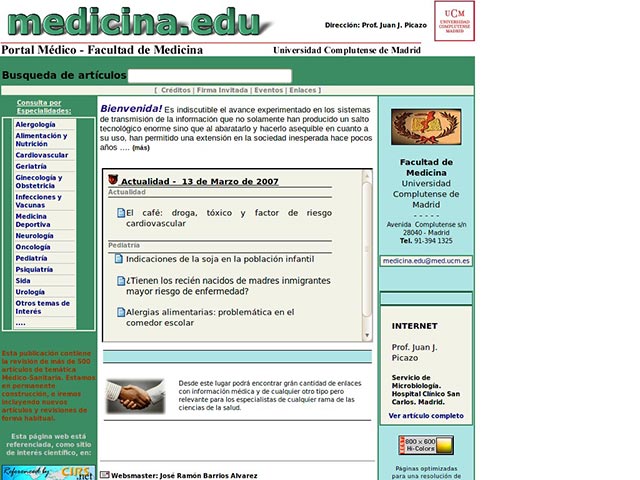 medicina.edu
Dirección: Prof. Juan J. Picazo
UCM
UNIVERSIDAD
COMPLUTENSE
MADRID
Portal Médico - Facultad de Medicina
Universidad Complutense de Madrid
Busqueda de artículos
[ Créditos | Firma Invitada | Eventos | Enlaces ]
Consulta por
Especialidades:
Alergología
Alimentación y
Nutrición
Cardiovascular
Geriatría
Ginecología y
Obstetricia
Infecciones y
Vacunas
Medicina
Deportiva
Neurología
Oncología
Pediatría
Psiquiatría
Sida
Urología
Otros temas de
Interés
....
Esta publicación contiene
la revisión de más de 500
artículos de temática
Médico-Sanitaria. Estamos
en permanente
construcción, e iremos
incluyendo nuevos
artículos y revisiones de
forma habitual.
Esta página web está
referenciada, como sitio
de interés científico, en:
Referenced by CIRS
.net
Bienvenida! Es indiscutible el avance experimentado en los sistemas
de transmisión de la información que no solamente han producido un salto
tecnológico enorme sino que al abaratarlo y hacerlo asequible en cuanto a
su uso, han permitido una extensión en la sociedad inesperada hace pocos
años .... (más)
Actualidad - 13 de Marzo de 2007
Actualidad
El café: droga, tóxico y factor de riesgo
cardiovascular
Pediatría
Indicaciones de la soja en la población infantil
¿Tienen los recién nacidos de madres inmigrantes
mayor riesgo de enfermedad?
Alergias alimentarias: problemática en el
comedor escolar
Desde este lugar podrá encontrar grán cantidad de enlaces
con información médica y de cualquier otro tipo pero
relevante para los especialistas de cualquier rama de las
ciencias de la salud.
Webmaster: José Ramón Barrios Alvarez
Facultad de
Medicina
Universidad
Complutense de
Madrid
- - - - -
Avenida Complutense s/n
28040 - Madrid
Tel. 91-394 1325
medicina.edu@med.ucm.es
INTERNET
Prof. Juan J.
Picazo
Servicio de
Microbiología.
Hospital Clínico San
Carlos. Madrid.
Ver artículo completo
800 x 600
Hi-Colors
Páginas optimizadas
para una resolución de